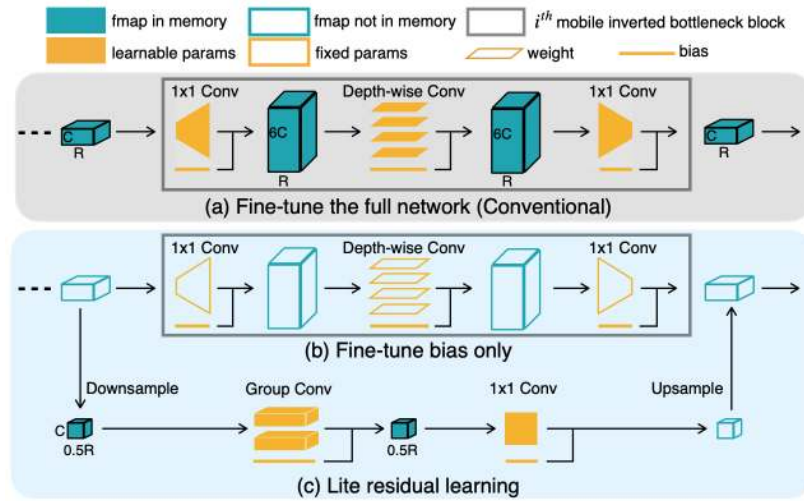 fmap in memory
fmap not in memory
i^th mobile inverted bottleneck block
learnable params
fixed params
weight
bias
1x1 Conv
Depth-wise Conv
1x1 Conv
C
R
6C
R
6C
R
C
R
(a) Fine-tune the full network (Conventional)
1x1 Conv
Depth-wise Conv
1x1 Conv
(b) Fine-tune bias only
Downsample
Group Conv
1x1 Conv
Upsample
C
0.5R
0.5R
(c) Lite residual learning